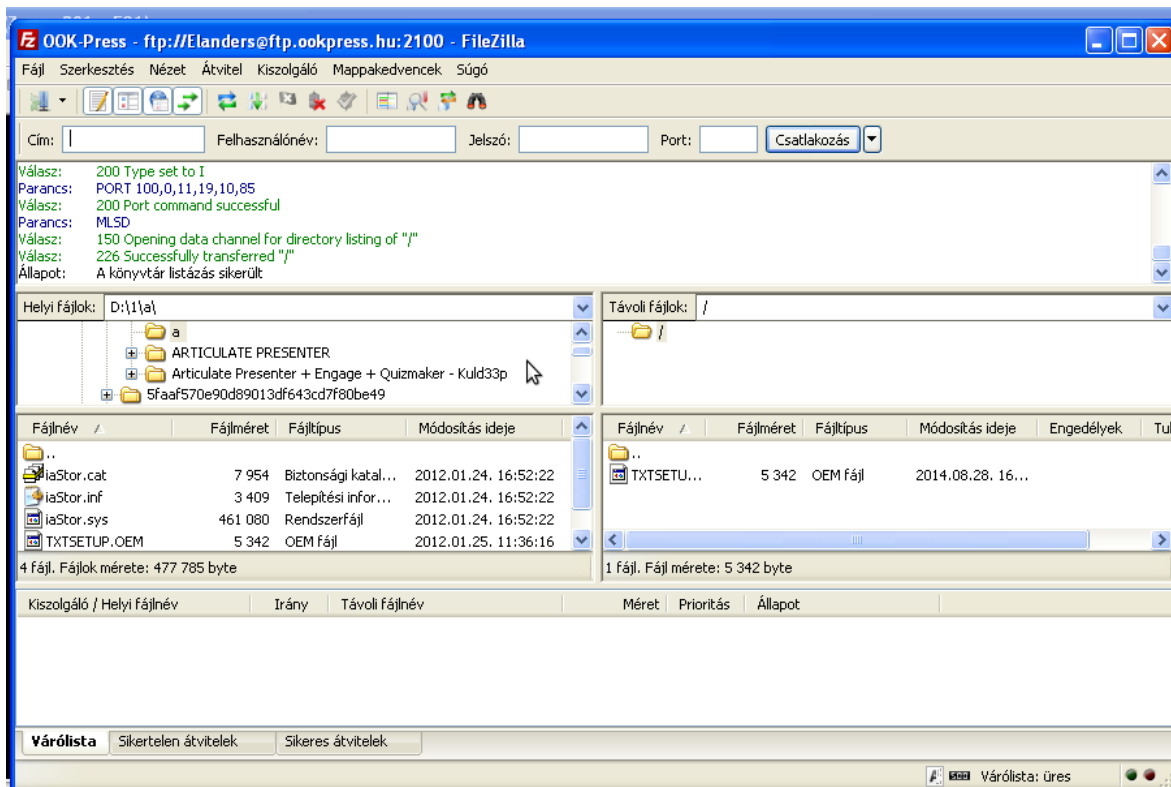 OOK-Press - ftp://Elanders@ftp.ookpress.hu:2100 - FileZilla
Fájl Szerkesztés Nézet Átvitel Kiszolgáló Mappakedvencek Súgó
Cím: Felhasználónév: Jelszó: Port: Csatlakozás
Válasz: 200 Type set to I
Parancs: PORT 100,0,11,19,10,85
Válasz: 200 Port command successful
Parancs: MLSD
Válasz: 150 Opening data channel for directory listing of "/"
Válasz: 226 Successfully transferred "/"
Állapot: A könyvtár listázás sikerült
Helyi fájlok: D:\1\a\
a
ARTICULATE PRESENTER
Articulate Presenter + Engage + Quizmaker - Kuld33p
5faaf570e90d89013df643cd7f80be49
Távoli fájlok: /
/
Fájlnév Fájlméret Fájltípus Módosítás ideje
..
iaStor.cat 7 954 Biztonsági katal... 2012.01.24. 16:52:22
iaStor.inf 3 409 Telepítési infor... 2012.01.24. 16:52:22
iaStor.sys 461 080 Rendszerfájl 2012.01.24. 16:52:22
TXTSETUP.OEM 5 342 OEM fájl 2012.01.25. 11:36:16
4 fájl. Fájlok mérete: 477 785 byte
Fájlnév Fájlméret Fájltípus Módosítás ideje Engedélyek Tul
..
TXTSETU... 5 342 OEM fájl 2014.08.28. 16...
1 fájl. Fájl mérete: 5 342 byte
Kiszolgáló / Helyi fájlnév Irány Távoli fájlnév Méret Prioritás Állapot
Várólista Sikertelen átvitelek Sikeres átvitelek
Várólista: üres